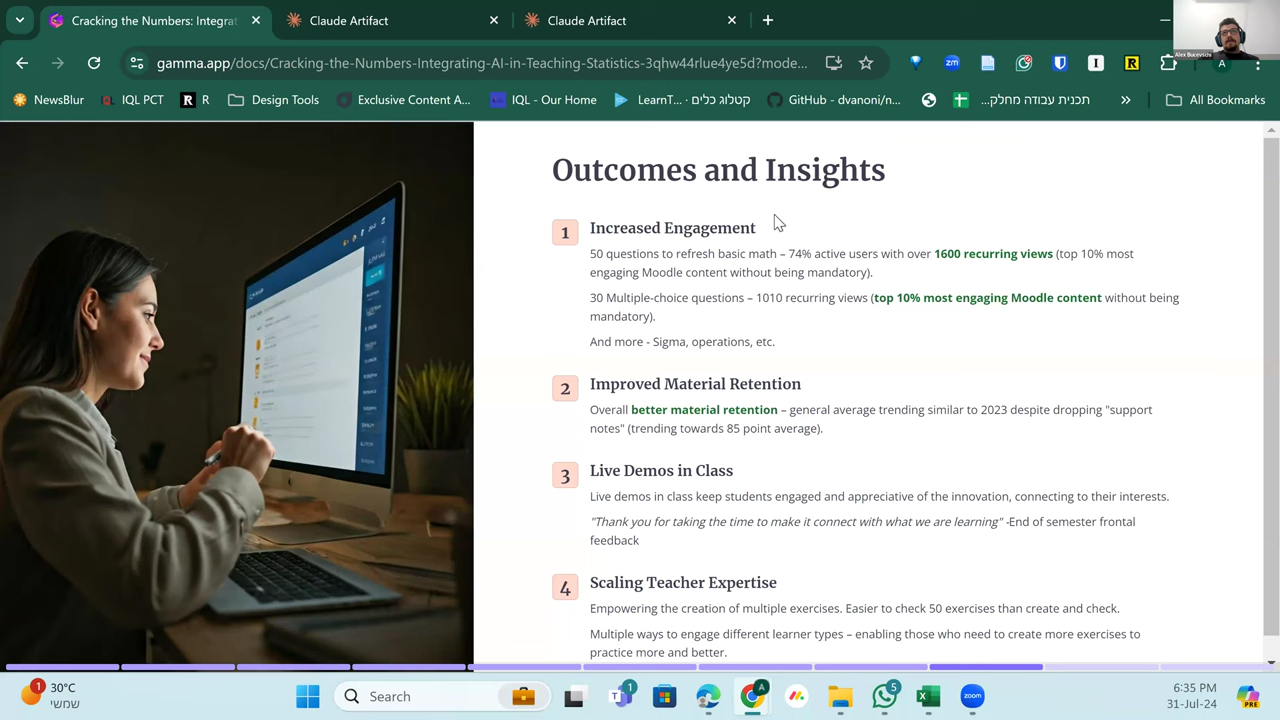 Cracking the Numbers: Integrat
Claude Artifact
Claude Artifact
Alex Bucevschi
gamma.app/docs/Cracking-the-Numbers-Integrating-AI-in-Teaching-Statistics-3qhw44rlue4ye5d?mode...
NewsBlur
IQL PCT
R
Design Tools
Exclusive Content A...
IQL - Our Home
LearnT... - קטלוג כלים
GitHub - dvanoni/n...
תכנית עבודה מחלק...
All Bookmarks
Outcomes and Insights
1
Increased Engagement
50 questions to refresh basic math – 74% active users with over 1600 recurring views (top 10% most
engaging Moodle content without being mandatory).
30 Multiple-choice questions – 1010 recurring views (top 10% most engaging Moodle content without being
mandatory).
And more - Sigma, operations, etc.
2
Improved Material Retention
Overall better material retention – general average trending similar to 2023 despite dropping "support
notes" (trending towards 85 point average).
3
Live Demos in Class
Live demos in class keep students engaged and appreciative of the innovation, connecting to their interests.
"Thank you for taking the time to make it connect with what we are learning" -End of semester frontal
feedback
4
Scaling Teacher Expertise
Empowering the creation of multiple exercises. Easier to check 50 exercises than create and check.
Multiple ways to engage different learner types – enabling those who need to create more exercises to
practice more and better.
1
30°C
שמשי
Search
1
A
5
zoom
6:35 PM
31-Jul-24
PRE